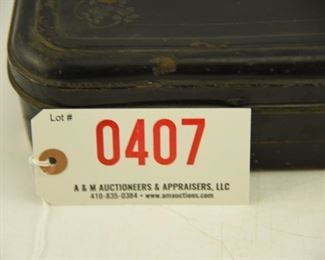 Lot #
0407
A & M AUCTIONEERS & APPRAISERS, LLC
410-835-0384 • www.amauctions.com